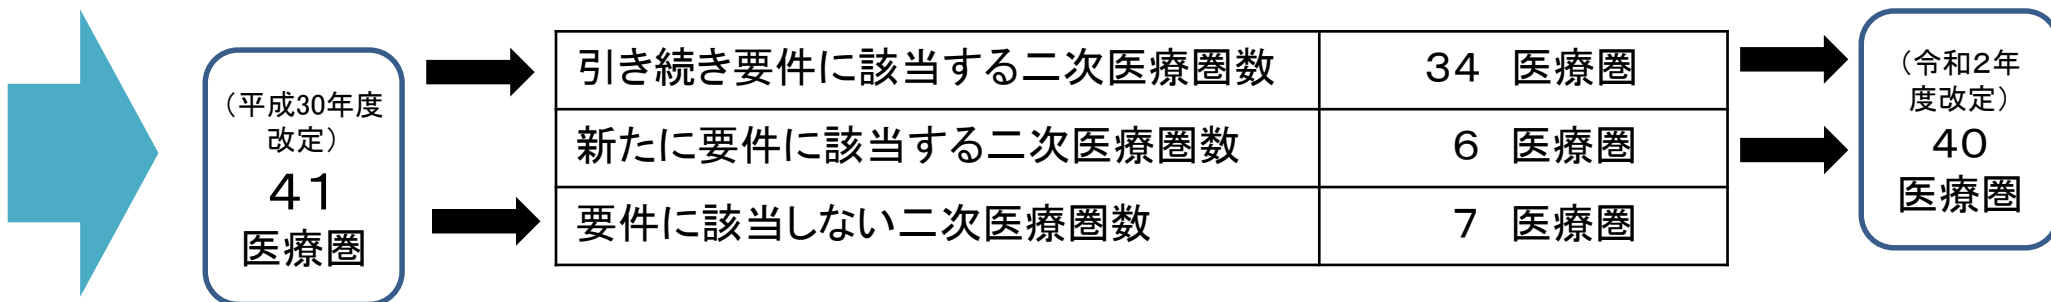 （平成30年度
改定）
４１
医療圏
引き続き要件に該当する二次医療圏数
３４　医療圏
新たに要件に該当する二次医療圏数
６　医療圏
要件に該当しない二次医療圏数
７　医療圏
（令和２年
度改定）
４０
医療圏